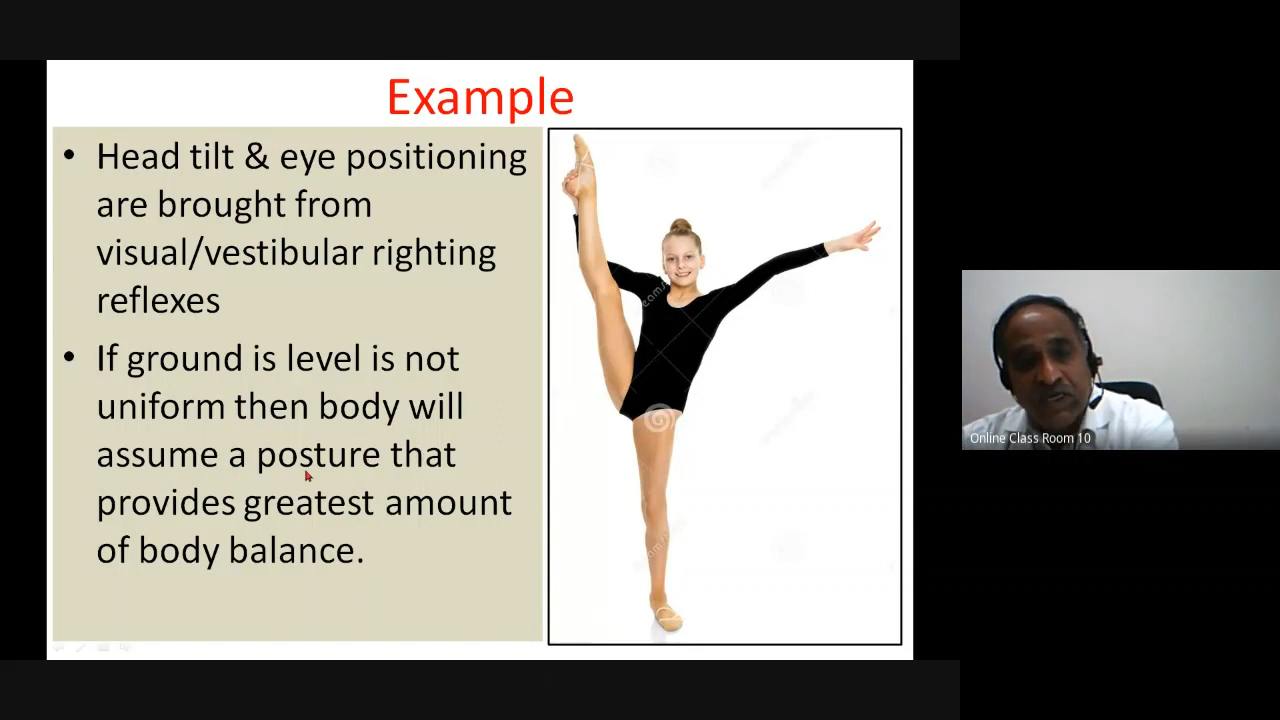 Example
• Head tilt & eye positioning
are brought from
visual/vestibular righting
reflexes
• If ground is level is not
uniform then body will
assume a posture that
provides greatest amount
of body balance.
Online Class Room 10